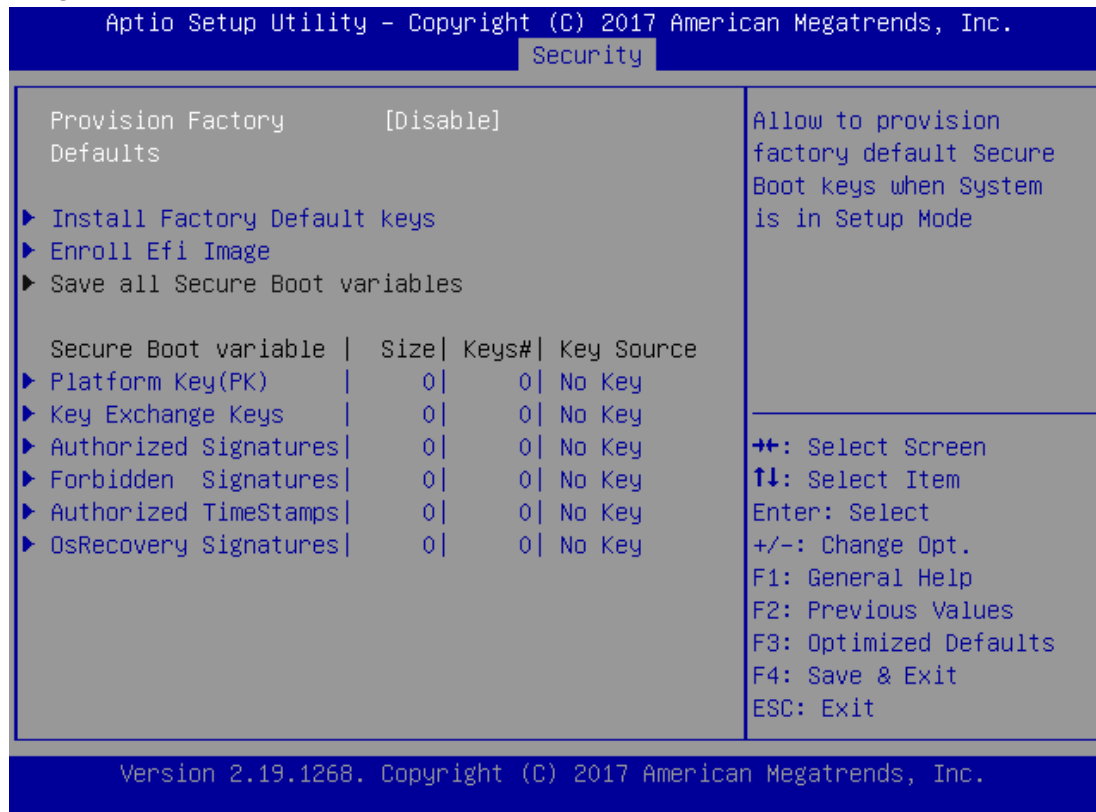 Aptio Setup Utility – Copyright (C) 2017 American Megatrends, Inc.
Security
Provision Factory [Disable]
Defaults
Install Factory Default keys
Enroll Efi Image
Save all Secure Boot variables
Secure Boot variable | Size| Keys#| Key Source
Platform Key(PK) | 0| 0| No Key
Key Exchange Keys | 0| 0| No Key
Authorized Signatures| 0| 0| No Key
Forbidden Signatures| 0| 0| No Key
Authorized TimeStamps| 0| 0| No Key
OsRecovery Signatures| 0| 0| No Key
Allow to provision
factory default Secure
Boot keys when System
is in Setup Mode
→←: Select Screen
↑↓: Select Item
Enter: Select
+/-: Change Opt.
F1: General Help
F2: Previous Values
F3: Optimized Defaults
F4: Save & Exit
ESC: Exit
Version 2.19.1268. Copyright (C) 2017 American Megatrends, Inc.